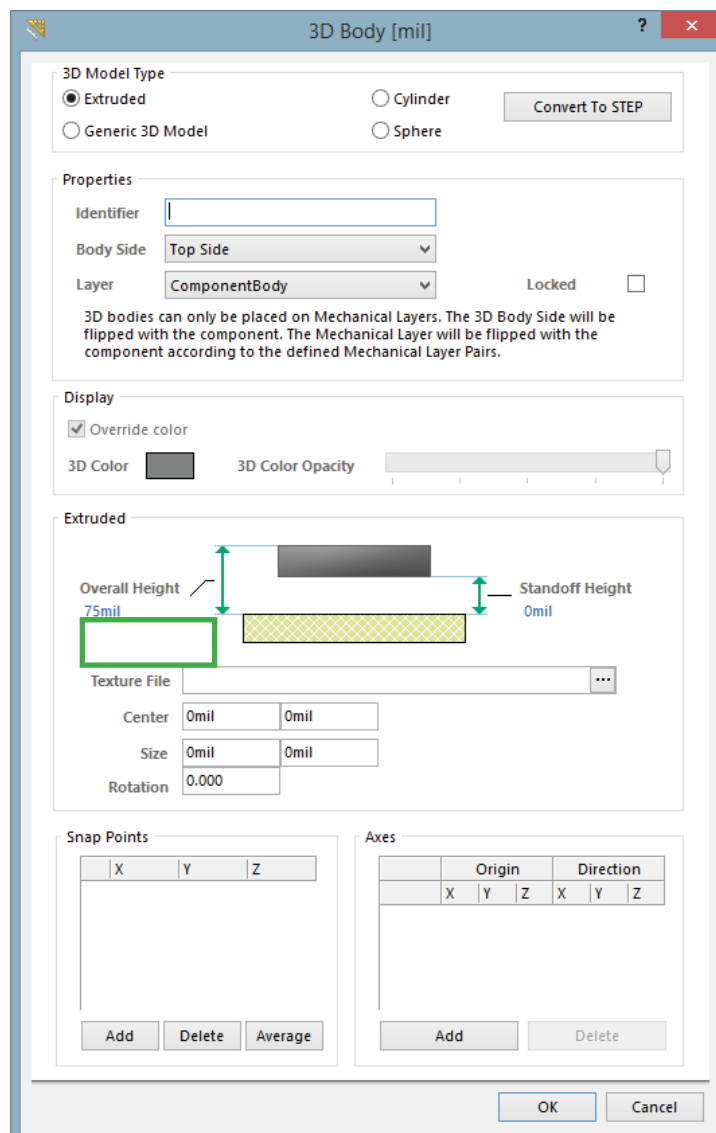 3D Body [mil]
?
3D Model Type
Extruded
Cylinder
Convert To STEP
Generic 3D Model
Sphere
Properties
Identifier
Body Side
Top Side
Layer
ComponentBody
Locked
3D bodies can only be placed on Mechanical Layers. The 3D Body Side will be
flipped with the component. The Mechanical Layer will be flipped with the
component according to the defined Mechanical Layer Pairs.
Display
Override color
3D Color
3D Color Opacity
Extruded
Overall Height
75mil
Standoff Height
0mil
Texture File
...
Center
0mil
0mil
Size
0mil
0mil
Rotation
0.000
Snap Points
X Y Z
Add
Delete
Average
Axes
Origin Direction
X Y Z X Y Z
Add
Delete
OK
Cancel